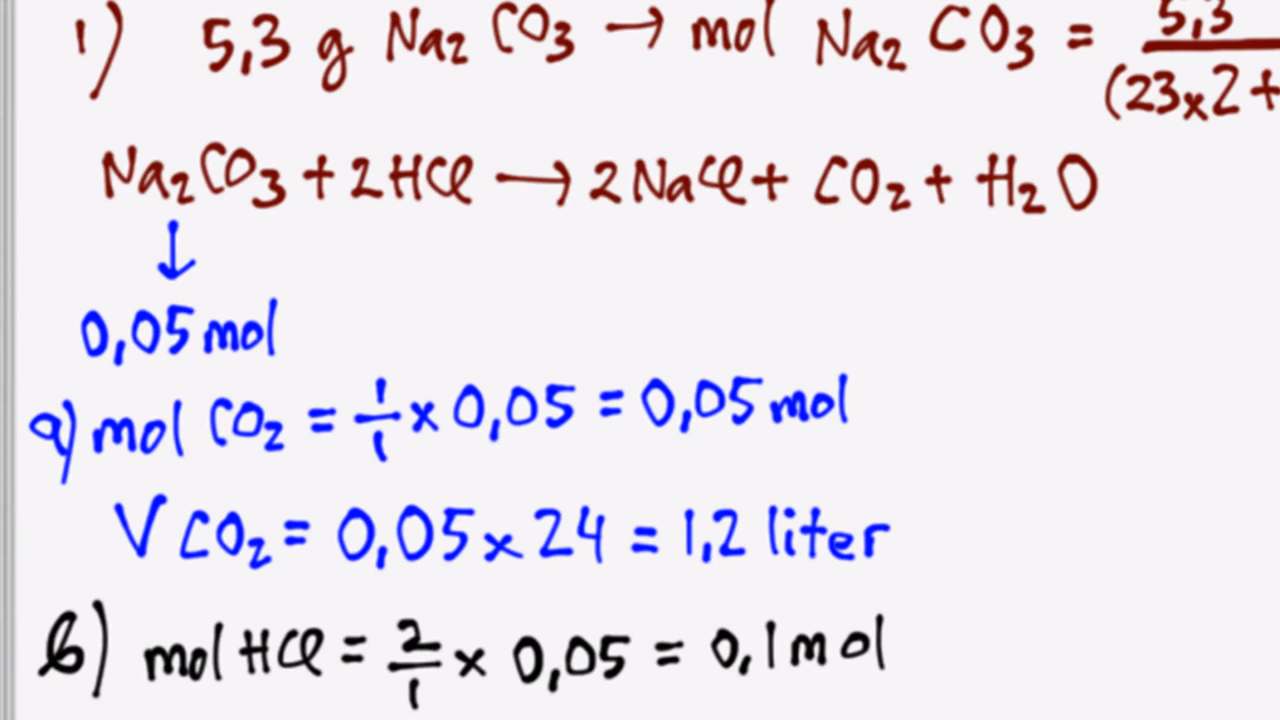 1) 5,3 g Na₂CO₃ → mol Na₂CO₃ = 5,3 / (23x2 +
Na₂CO₃ + 2HCl → 2NaCl + CO₂ + H₂O
↓
0,05 mol
a) mol CO₂ = 1/1 x 0,05 = 0,05 mol
V CO₂ = 0,05 x 24 = 1,2 liter
b) mol HCl = 2/1 x 0,05 = 0,1 mol